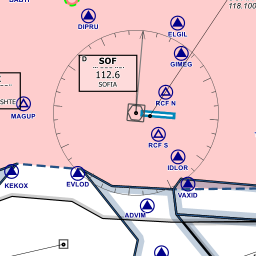 118.100
DIPRU
ELGIL
GIMEG
D SOF
112.6
SOFIA
RCF N
SHTE
MAGUP
RCF S
IDLOR
KEKOX
EVLOD
VAXID
ADVIM